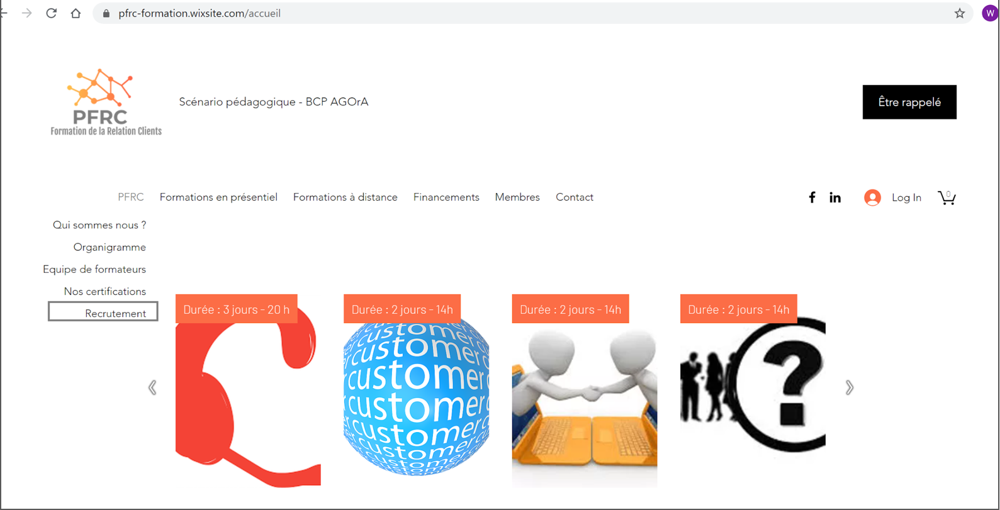 pfrc-formation.wixsite.com/accueil
W
PFRC
Formation de la Relation Clients
Scénario pédagogique - BCP AGOrA
Être rappelé
PFRC Formations en présentiel Formations à distance Financements Membres Contact
Log In
0
Qui sommes nous ?
Organigramme
Equipe de formateurs
Nos certifications
Recrutement
Durée : 3 jours - 20 h
Durée : 2 jours - 14h
Durée : 2 jours - 14h
Durée : 2 jours - 14h
customer
customer
customer
customer
customer
customer
customer
customer
?